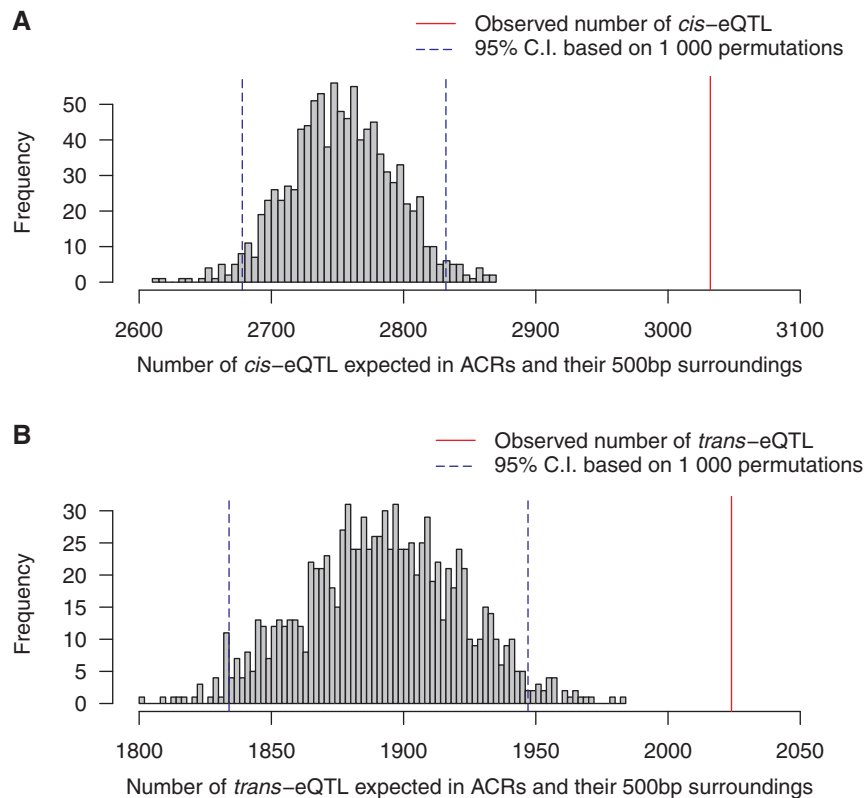 A
Observed number of cis−eQTL
95% C.I. based on 1 000 permutations
Frequency
50
40
30
20
10
0
2600 2700 2800 2900 3000 3100
Number of cis−eQTL expected in ACRs and their 500bp surroundings
B
Observed number of trans−eQTL
95% C.I. based on 1 000 permutations
Frequency
30
25
20
15
10
5
0
1800 1850 1900 1950 2000 2050
Number of trans−eQTL expected in ACRs and their 500bp surroundings